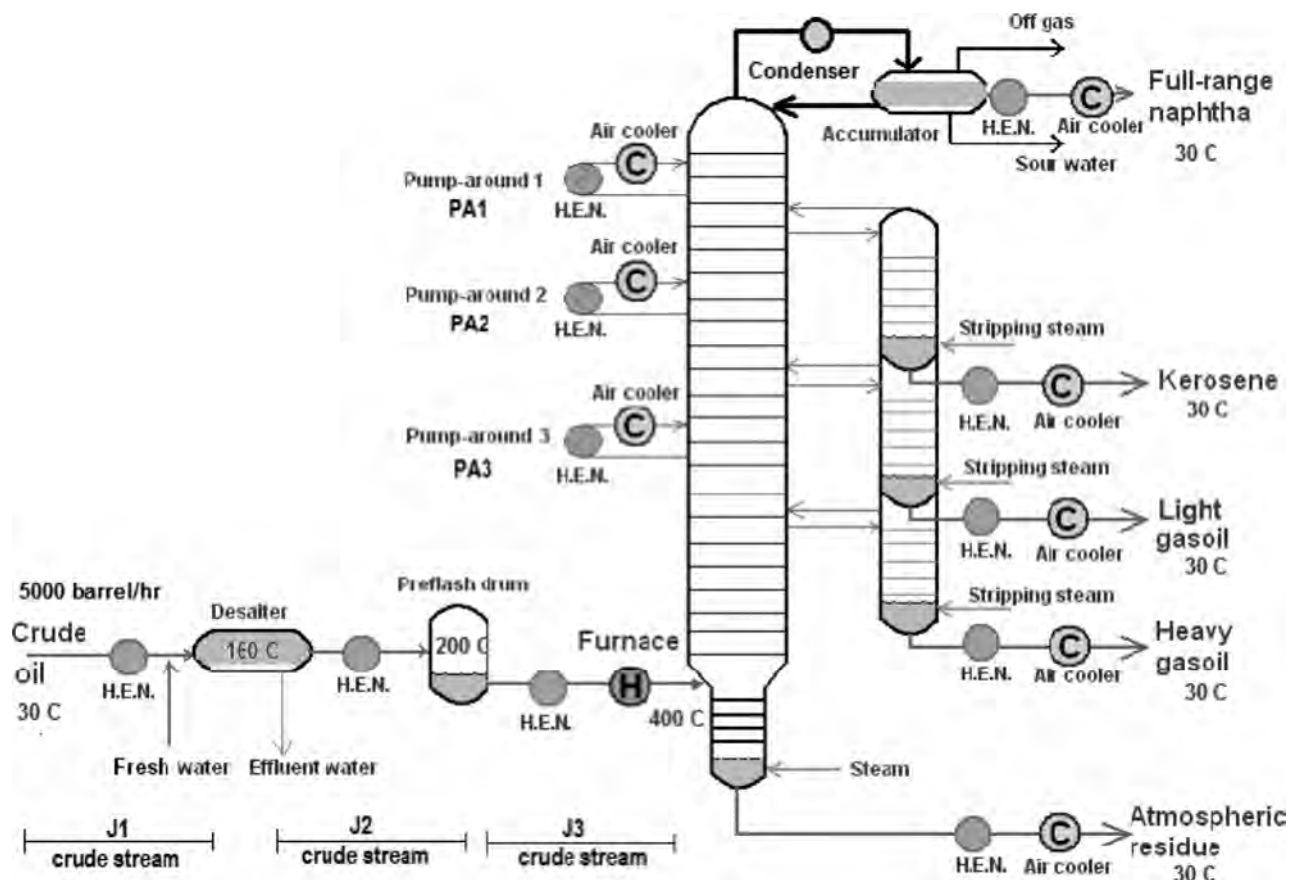 Off gas
Condenser
Full-range
naphtha
30 C
C
H.E.N.
Air cooler
Accumulator
Sour water
Air cooler
C
Pump-around 1
PA1
H.E.N.
Air cooler
C
Pump-around 2
PA2
H.E.N.
Stripping steam
Kerosene
30 C
C
H.E.N.
Air cooler
Air cooler
C
Pump-around 3
PA3
H.E.N.
Stripping steam
Light
gasoil
30 C
C
H.E.N.
Air cooler
Stripping steam
Heavy
gasoil
30 C
C
H.E.N.
Air cooler
5000 barrel/hr
Crude
oil
30 C
H.E.N.
Desalter
160 C
Fresh water
Effluent water
H.E.N.
Preflash drum
200 C
H.E.N.
Furnace
H
400 C
Steam
Atmospheric
residue
30 C
C
H.E.N.
Air cooler
J1
crude stream
J2
crude stream
J3
crude stream